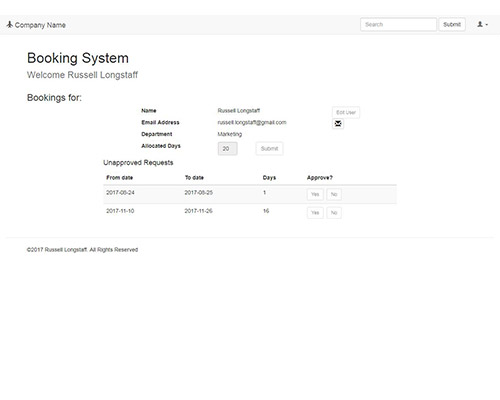 Company Name Search Submit
Booking System
Welcome Russell Longstaff
Bookings for:
Name Russell Longstaff Edit User
Email Address russell.longstaff@gmail.com
Department Marketing
Allocated Days 20 Submit
Unapproved Requests
From date To date Days Approve?
2017-08-24 2017-08-25 1 Yes No
2017-11-10 2017-11-26 16 Yes No
©2017 Russell Longstaff. All Rights Reserved